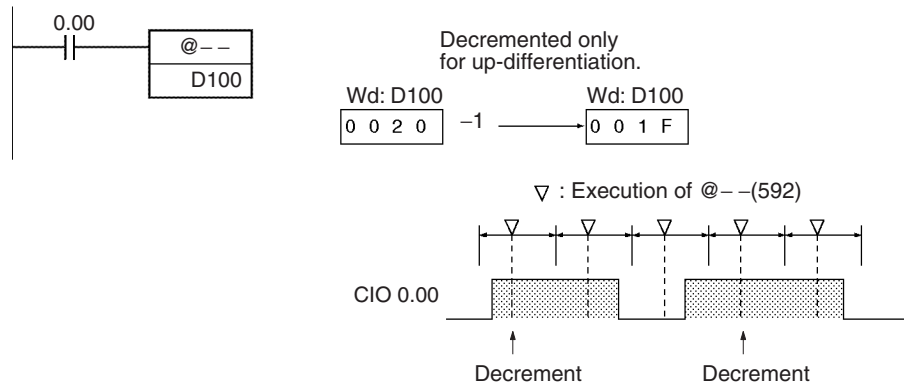 0.00
@– –
D100
Decremented only
for up-differentiation.
Wd: D100
0 0 2 0
–1
Wd: D100
0 0 1 F
: Execution of @– –(592)
CIO 0.00
Decrement
Decrement